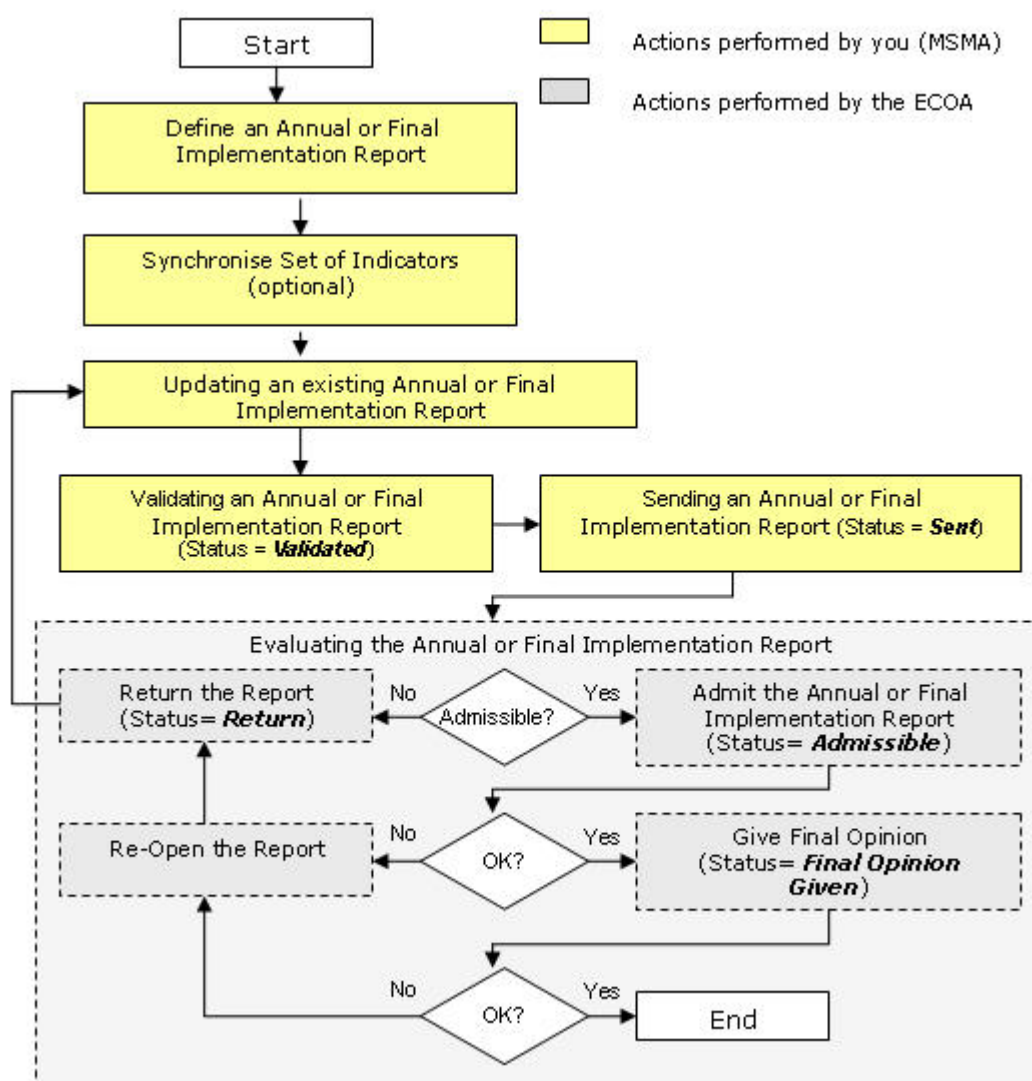 Start
Actions performed by you (MSMA)
Actions performed by the ECOA
Define an Annual or Final
Implementation Report
Synchronise Set of Indicators
(optional)
Updating an existing Annual or Final
Implementation Report
Validating an Annual or Final
Implementation Report
(Status = Validated)
Sending an Annual or Final
Implementation Report (Status = Sent)
Evaluating the Annual or Final Implementation Report
Return the Report
(Status= Return)
No
Admissible?
Yes
Admit the Annual or Final
Implementation Report
(Status= Admissible)
Re-Open the Report
No
OK?
Yes
Give Final Opinion
(Status= Final Opinion
Given)
No
OK?
Yes
End